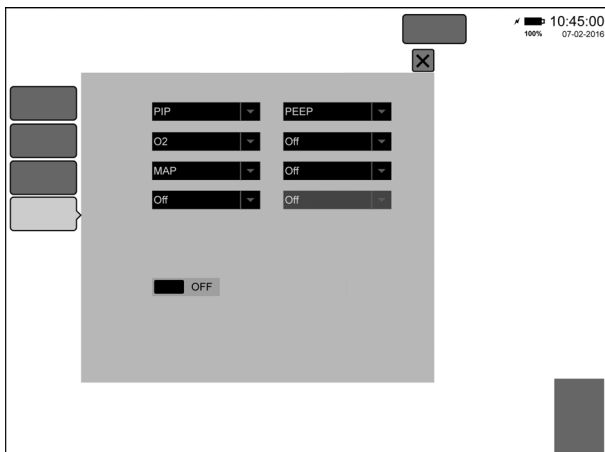 10:45:00
100% 07-02-2016
PIP PEEP
O2 Off
MAP Off
Off Off
OFF